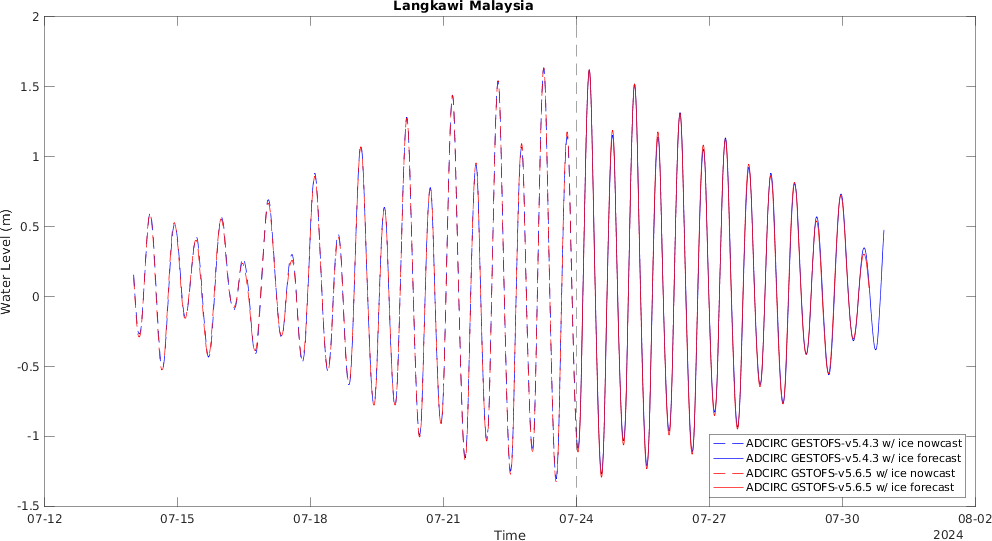 Langkawi Malaysia
2
1.5
1
0.5
0
-0.5
-1
-1.5
Water Level (m)
ADCIRC GESTOFS-v5.4.3 w/ ice nowcast
ADCIRC GESTOFS-v5.4.3 w/ ice forecast
ADCIRC GSTOFS-v5.6.5 w/ ice nowcast
ADCIRC GSTOFS-v5.6.5 w/ ice forecast
07-12 07-15 07-18 07-21 07-24 07-27 07-30 08-02
Time
2024